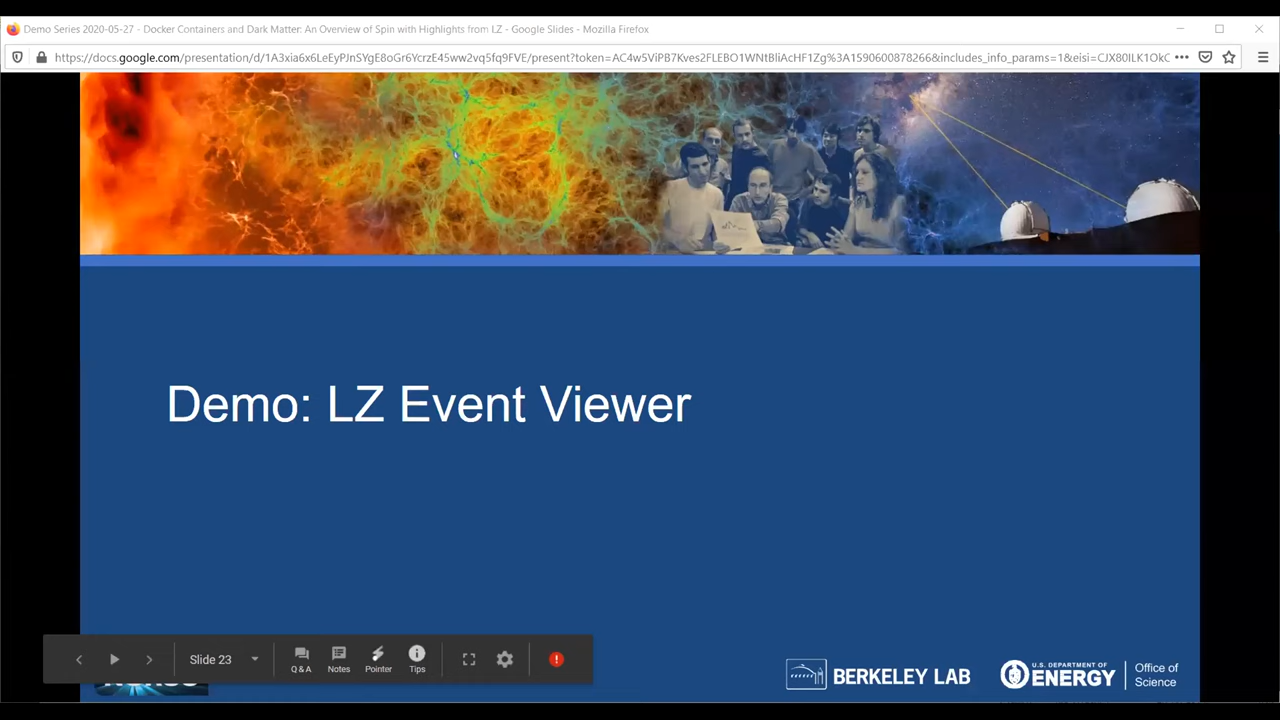 Demo Series 2020-05-27 - Docker Containers and Dark Matter: An Overview of Spin with Highlights from LZ - Google Slides - Mozilla Firefox
https://docs.google.com/presentation/d/1A3xia6x6LeEyPJnSYgE8oGr6YcrzE45ww2vq5fq9FVE/present?token=AC4w5ViPB7Kves2FLEBO1WNtBliAcHF1Zg%3A1590600878266&includes_info_params=1&eisi=CJX80ILK1OkC
Demo: LZ Event Viewer
Slide 23
Q & A
Notes
Pointer
Tips
BERKELEY LAB
U.S. DEPARTMENT OF
ENERGY
Office of
Science